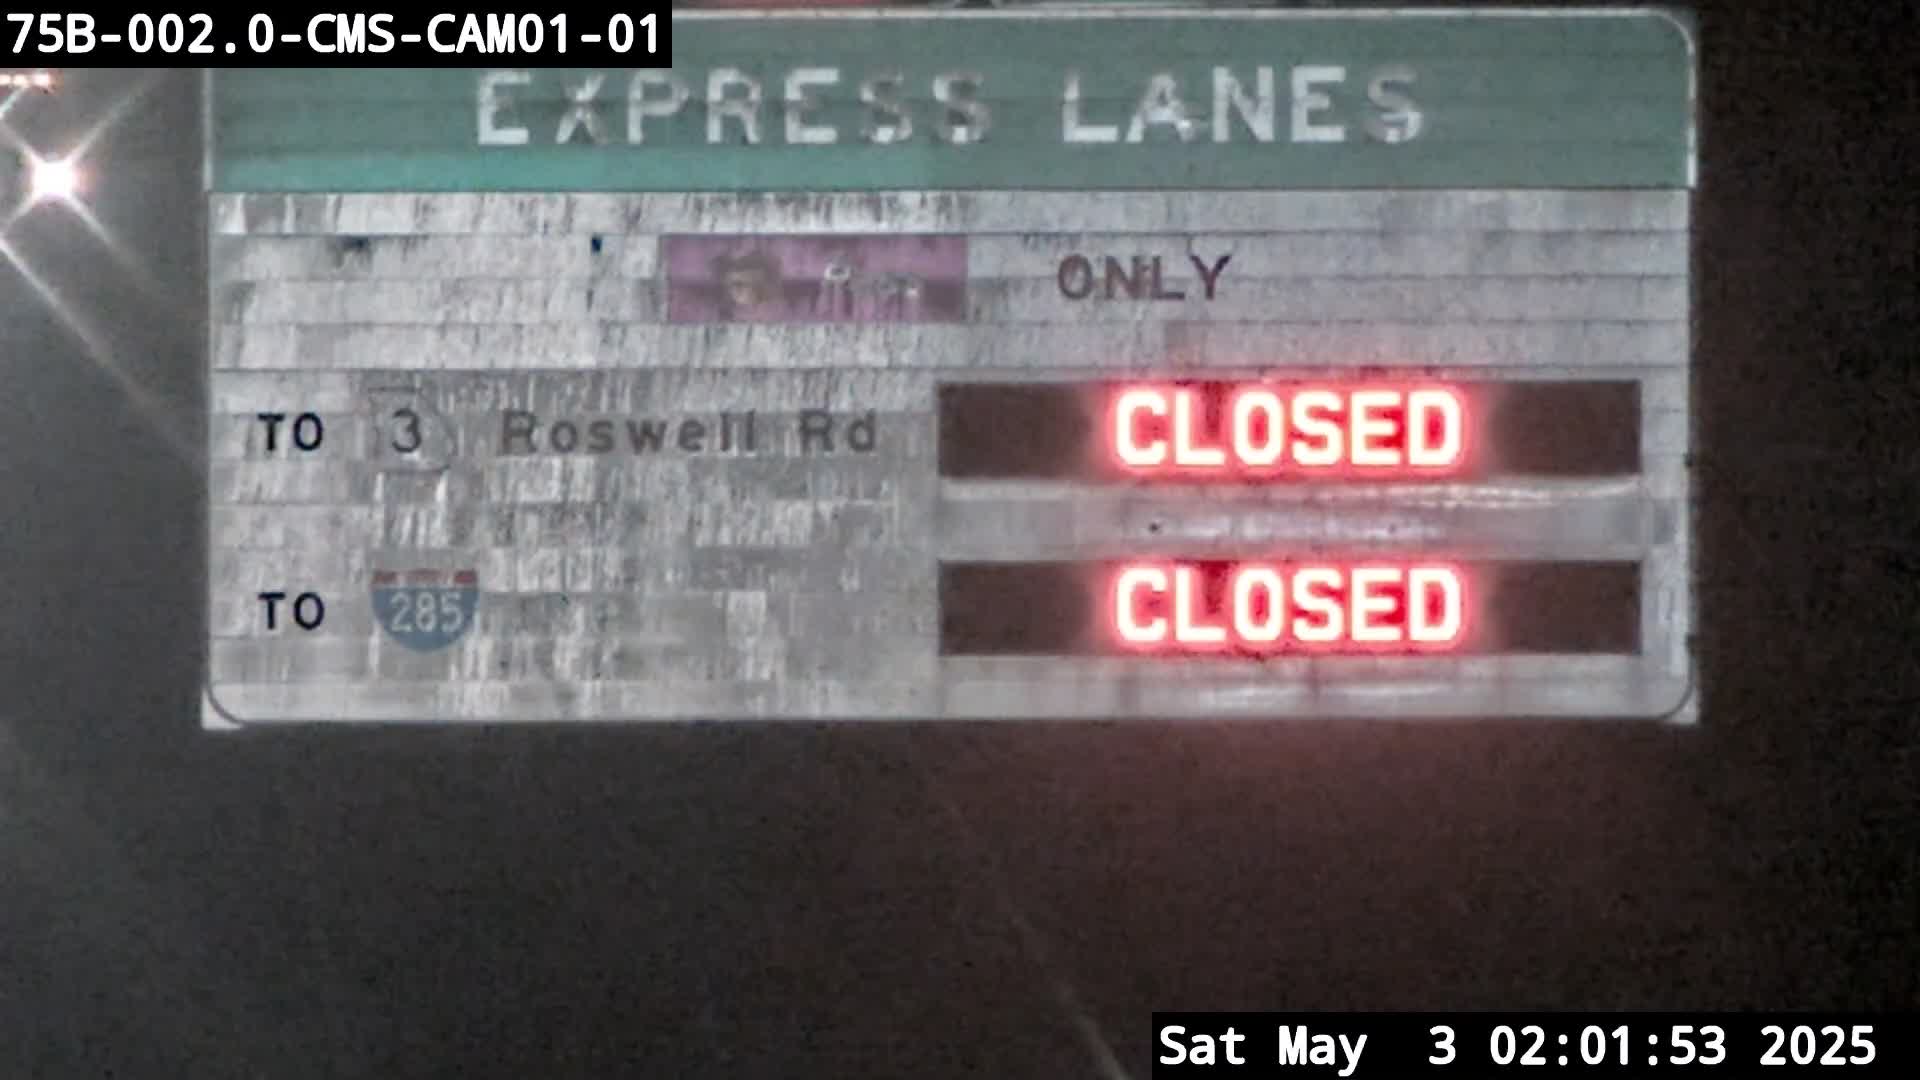 75B-002.0-CMS-CAM01-01
EXPRESS LANES
ONLY
TO 3 Roswell Rd CLOSED
TO 285 CLOSED
Sat May 3 02:01:53 2025